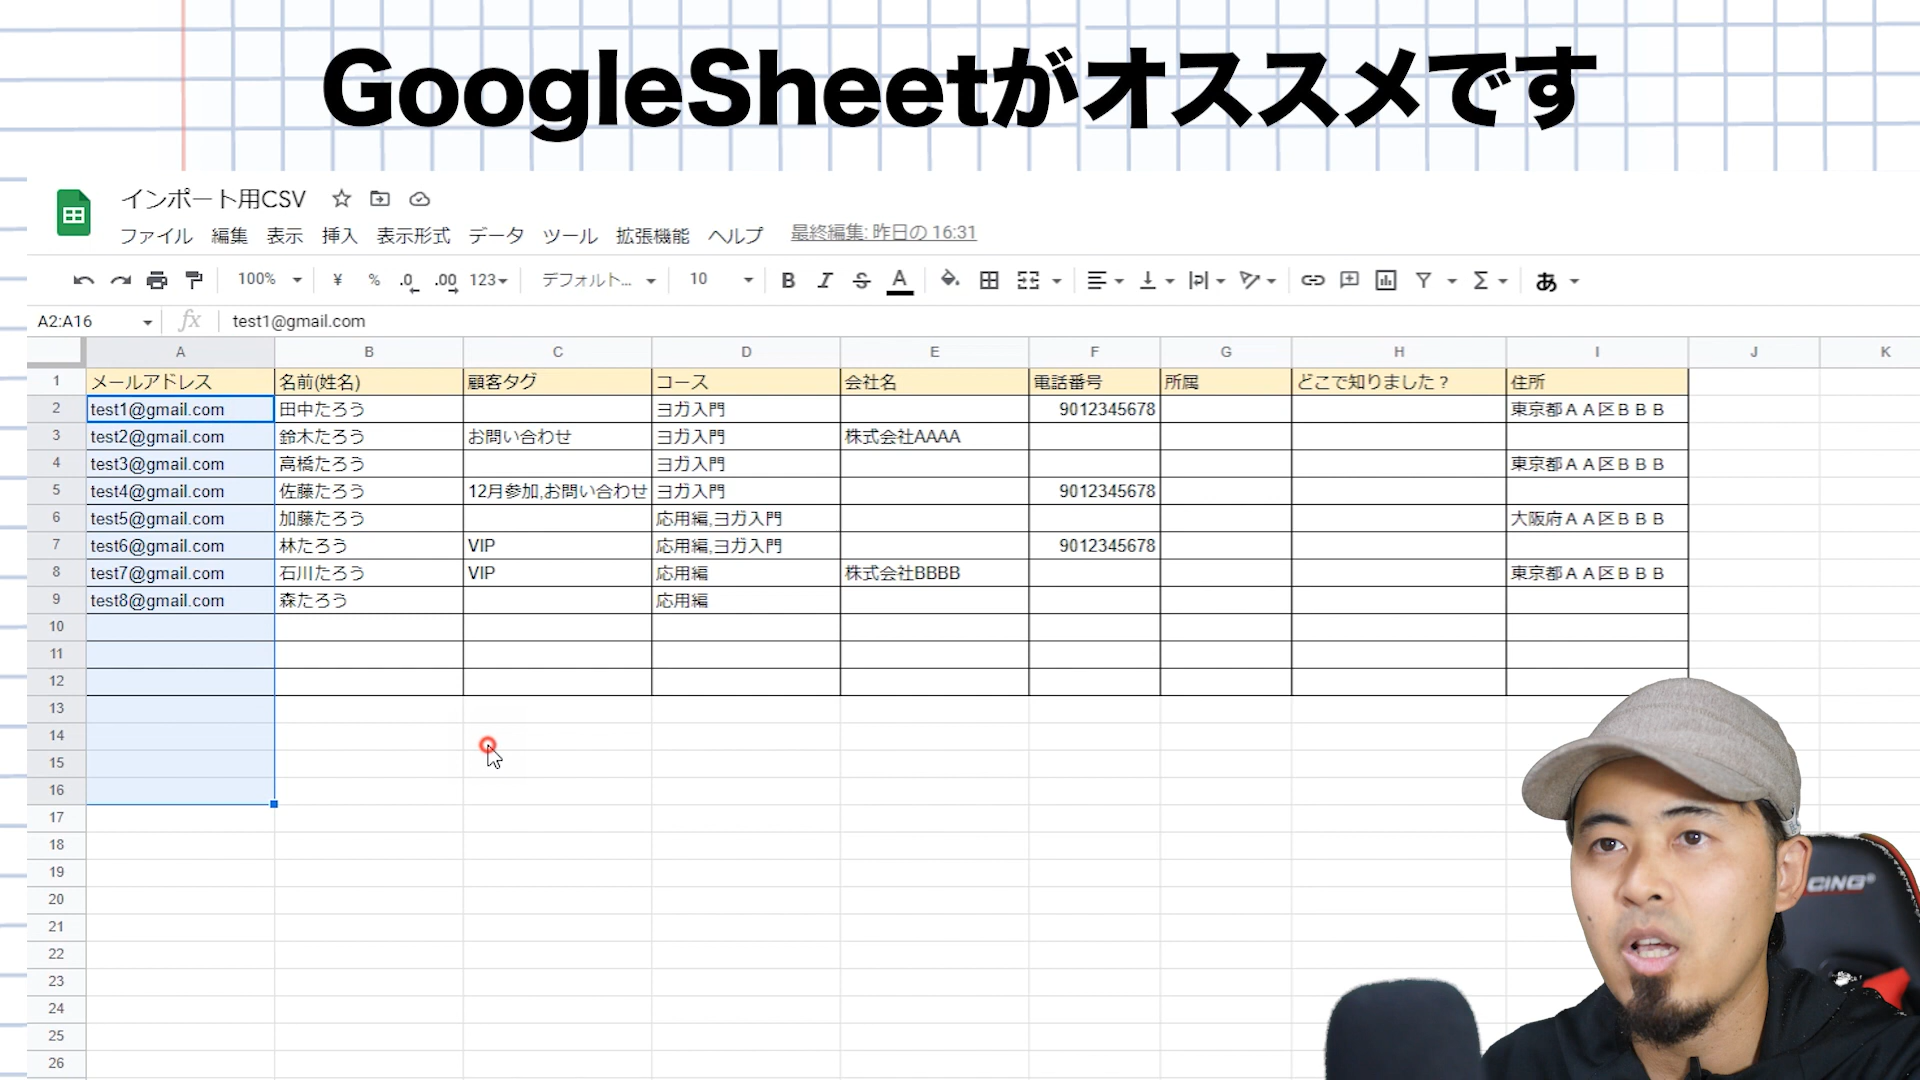 GoogleSheetがオススメです
インポート用CSV
ファイル 編集 表示 挿入 表示形式 データ ツール 拡張機能 ヘルプ 最終編集: 昨日の 16:31
100% ¥ % .0 .00 123 デフォルト... 10 B I S A あ
A2:A16 fx test1@gmail.com
A B C D E F G H I J K
1 メールアドレス 名前(姓名) 顧客タグ コース 会社名 電話番号 所属 どこで知りました？ 住所
2 test1@gmail.com 田中たろう ヨガ入門 9012345678 東京都ＡＡ区ＢＢＢ
3 test2@gmail.com 鈴木たろう お問い合わせ ヨガ入門 株式会社AAAA
4 test3@gmail.com 高橋たろう ヨガ入門 東京都ＡＡ区ＢＢＢ
5 test4@gmail.com 佐藤たろう 12月参加,お問い合わせ ヨガ入門 9012345678
6 test5@gmail.com 加藤たろう 応用編,ヨガ入門 大阪府ＡＡ区ＢＢＢ
7 test6@gmail.com 林たろう VIP 応用編,ヨガ入門 9012345678
8 test7@gmail.com 石川たろう VIP 応用編 株式会社BBBB 東京都ＡＡ区ＢＢＢ
9 test8@gmail.com 森たろう 応用編
10
11
12
13
14
15
16
17
18
19
20
21
22
23
24
25
26
CING®